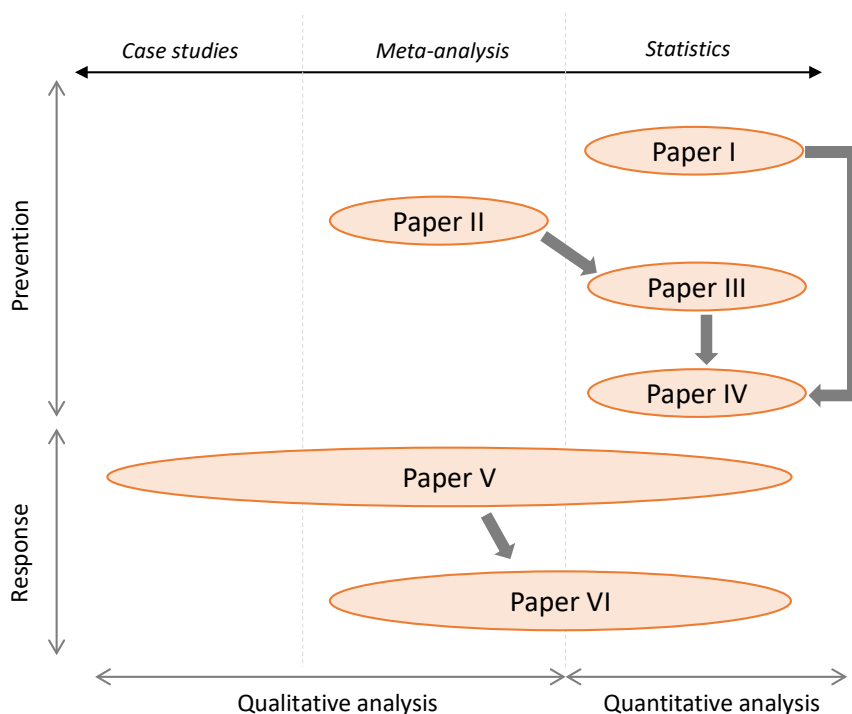 Case studies
Meta-analysis
Statistics
Prevention
Paper I
Paper II
Paper III
Paper IV
Response
Paper V
Paper VI
Qualitative analysis
Quantitative analysis